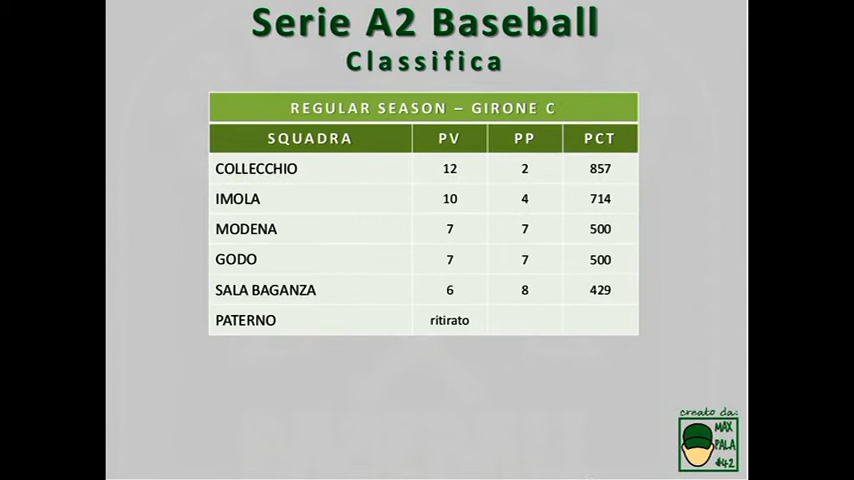 Serie A2 Baseball
Classifica
REGULAR SEASON – GIRONE C
SQUADRA PV PP PCT
COLLECCHIO 12 2 857
IMOLA 10 4 714
MODENA 7 7 500
GODO 7 7 500
SALA BAGANZA 6 8 429
PATERNO ritirato
creato da:
MAX
PALA
#42